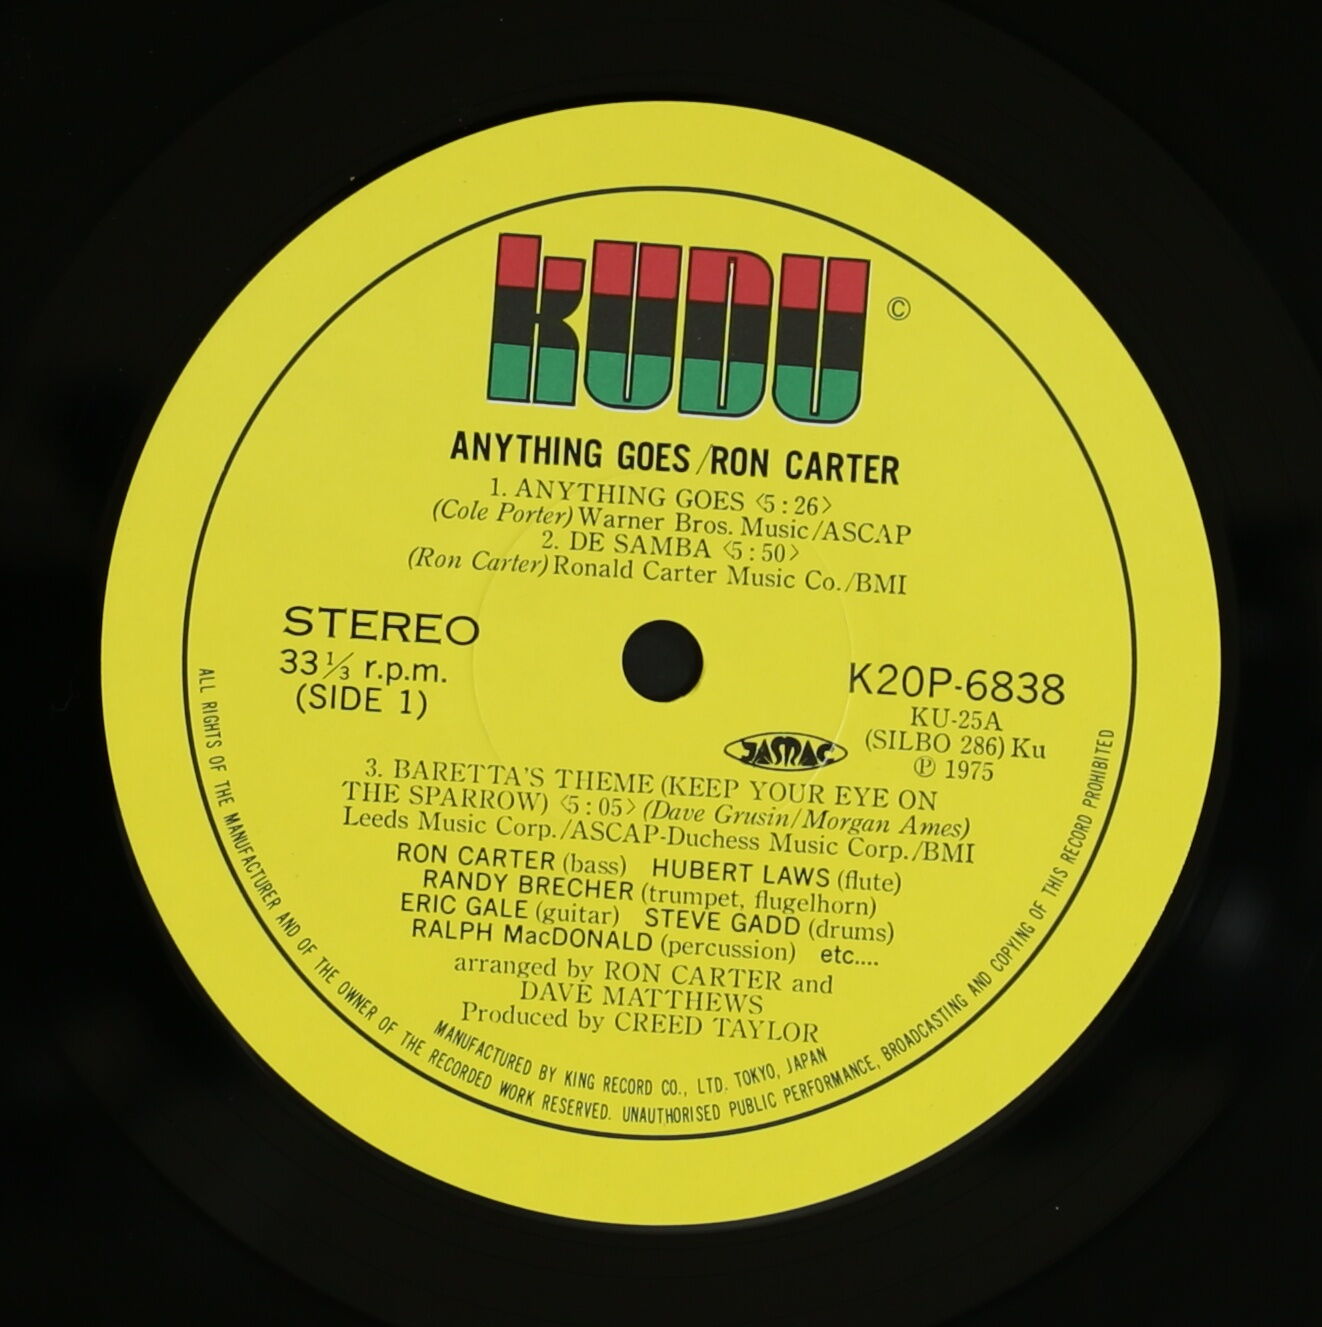 KUDU ©
ANYTHING GOES/RON CARTER
1. ANYTHING GOES <5:26>
(Cole Porter) Warner Bros. Music/ASCAP
2. DE SAMBA <5:50>
(Ron Carter) Ronald Carter Music Co./BMI
STEREO
33 1/3 r.p.m.
(SIDE 1)
K20P-6838
KU-25A
(SILBO 286) Ku
℗ 1975
JASRAC
3. BARETTA'S THEME (KEEP YOUR EYE ON
THE SPARROW) <5:05> (Dave Grusin/Morgan Ames)
Leeds Music Corp./ASCAP-Duchess Music Corp./BMI
RON CARTER (bass) HUBERT LAWS (flute)
RANDY BRECHER (trumpet, flugelhorn)
ERIC GALE (guitar) STEVE GADD (drums)
RALPH MacDONALD (percussion) etc....
arranged by RON CARTER and
DAVE MATTHEWS
Produced by CREED TAYLOR
MANUFACTURED BY KING RECORD CO., LTD. TOKYO, JAPAN
ALL RIGHTS OF THE MANUFACTURER AND OF THE OWNER OF THE RECORDED WORK RESERVED. UNAUTHORISED PUBLIC PERFORMANCE, BROADCASTING AND COPYING OF THIS RECORD PROHIBITED